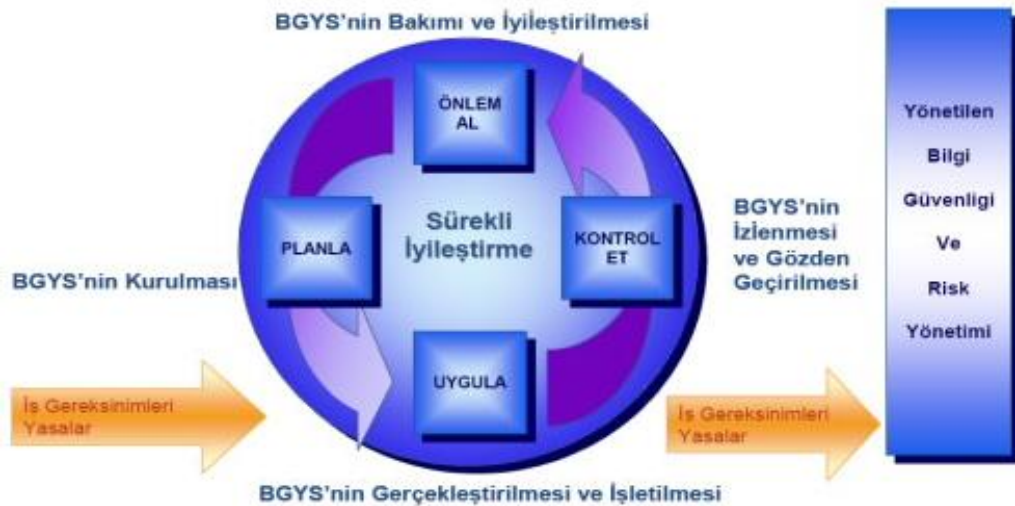 BGYS'nin Bakımı ve İyileştirilmesi
ÖNLEM
AL
Sürekli
İyileştirme
PLANLA
KONTROL
ET
UYGULA
BGYS'nin Kurulması
BGYS'nin
İzlenmesi
ve Gözden
Geçirilmesi
İs Gereksinimleri
Yasalar
İs Gereksinimleri
Yasalar
BGYS'nin Gerçekleştirilmesi ve İşletilmesi
Yönetilen
Bilgi
Güvenligi
Ve
Risk
Yönetimi